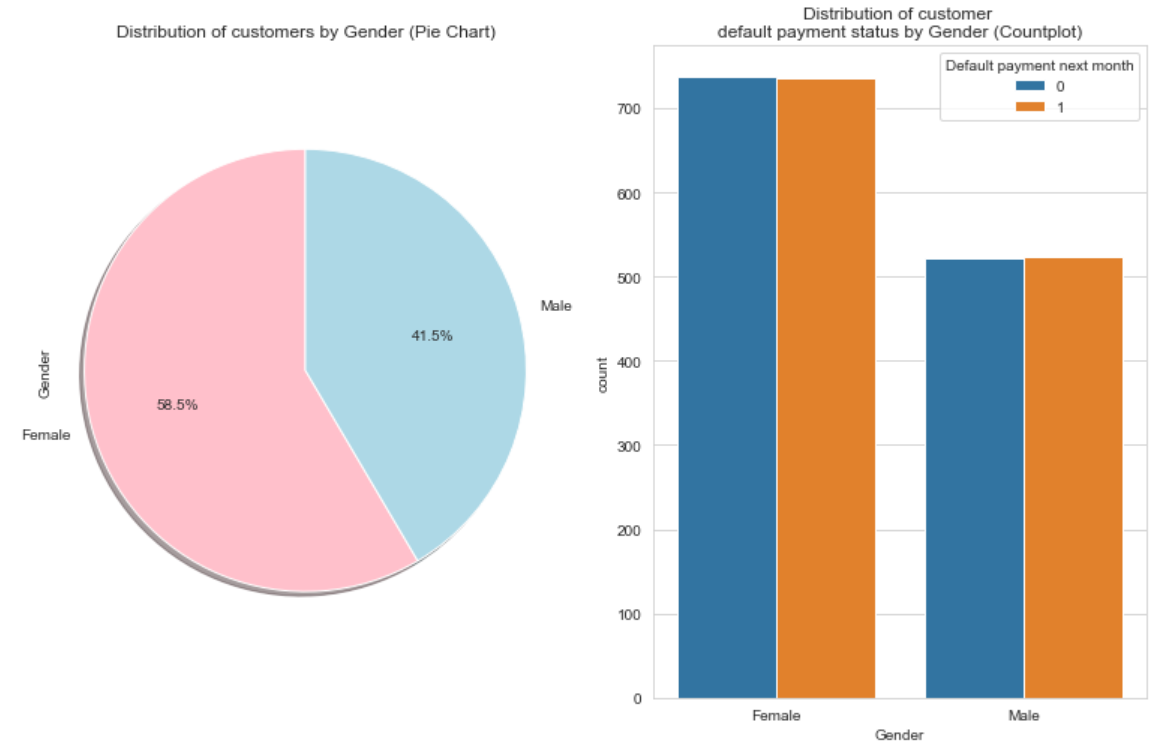 Distribution of customers by Gender (Pie Chart)
Gender
Male
41.5%
58.5%
Female
Distribution of customer
default payment status by Gender (Countplot)
Default payment next month
0
1
count
700
600
500
400
300
200
100
0
Female
Male
Gender